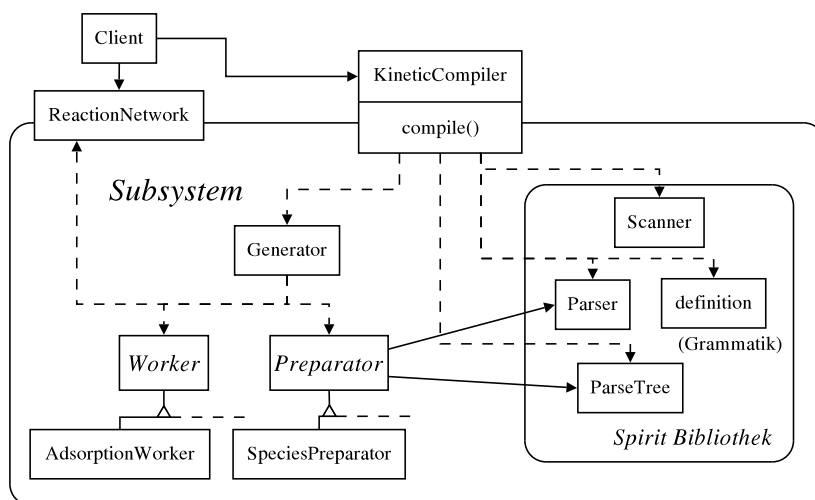 Client
KineticCompiler
ReactionNetwork
compile()
Subsystem
Scanner
Generator
Parser
definition
(Grammatik)
Worker
Preparator
ParseTree
AdsorptionWorker
SpeciesPreparator
Spirit Bibliothek